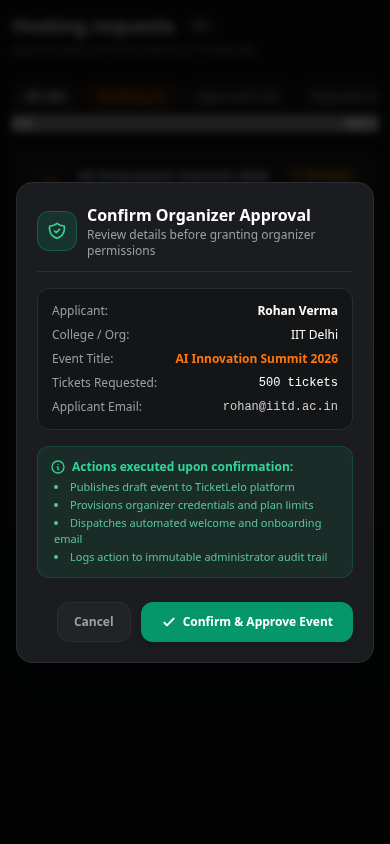 Hosting requests
Confirm Organizer Approval
Review details before granting organizer
permissions
Applicant: Rohan Verma
College / Org: IIT Delhi
Event Title: AI Innovation Summit 2026
Tickets Requested: 500 tickets
Applicant Email: rohan@iitd.ac.in
Actions executed upon confirmation:
• Publishes draft event to TicketLelo platform
• Provisions organizer credentials and plan limits
• Dispatches automated welcome and onboarding
email
• Logs action to immutable administrator audit trail
Cancel Confirm & Approve Event